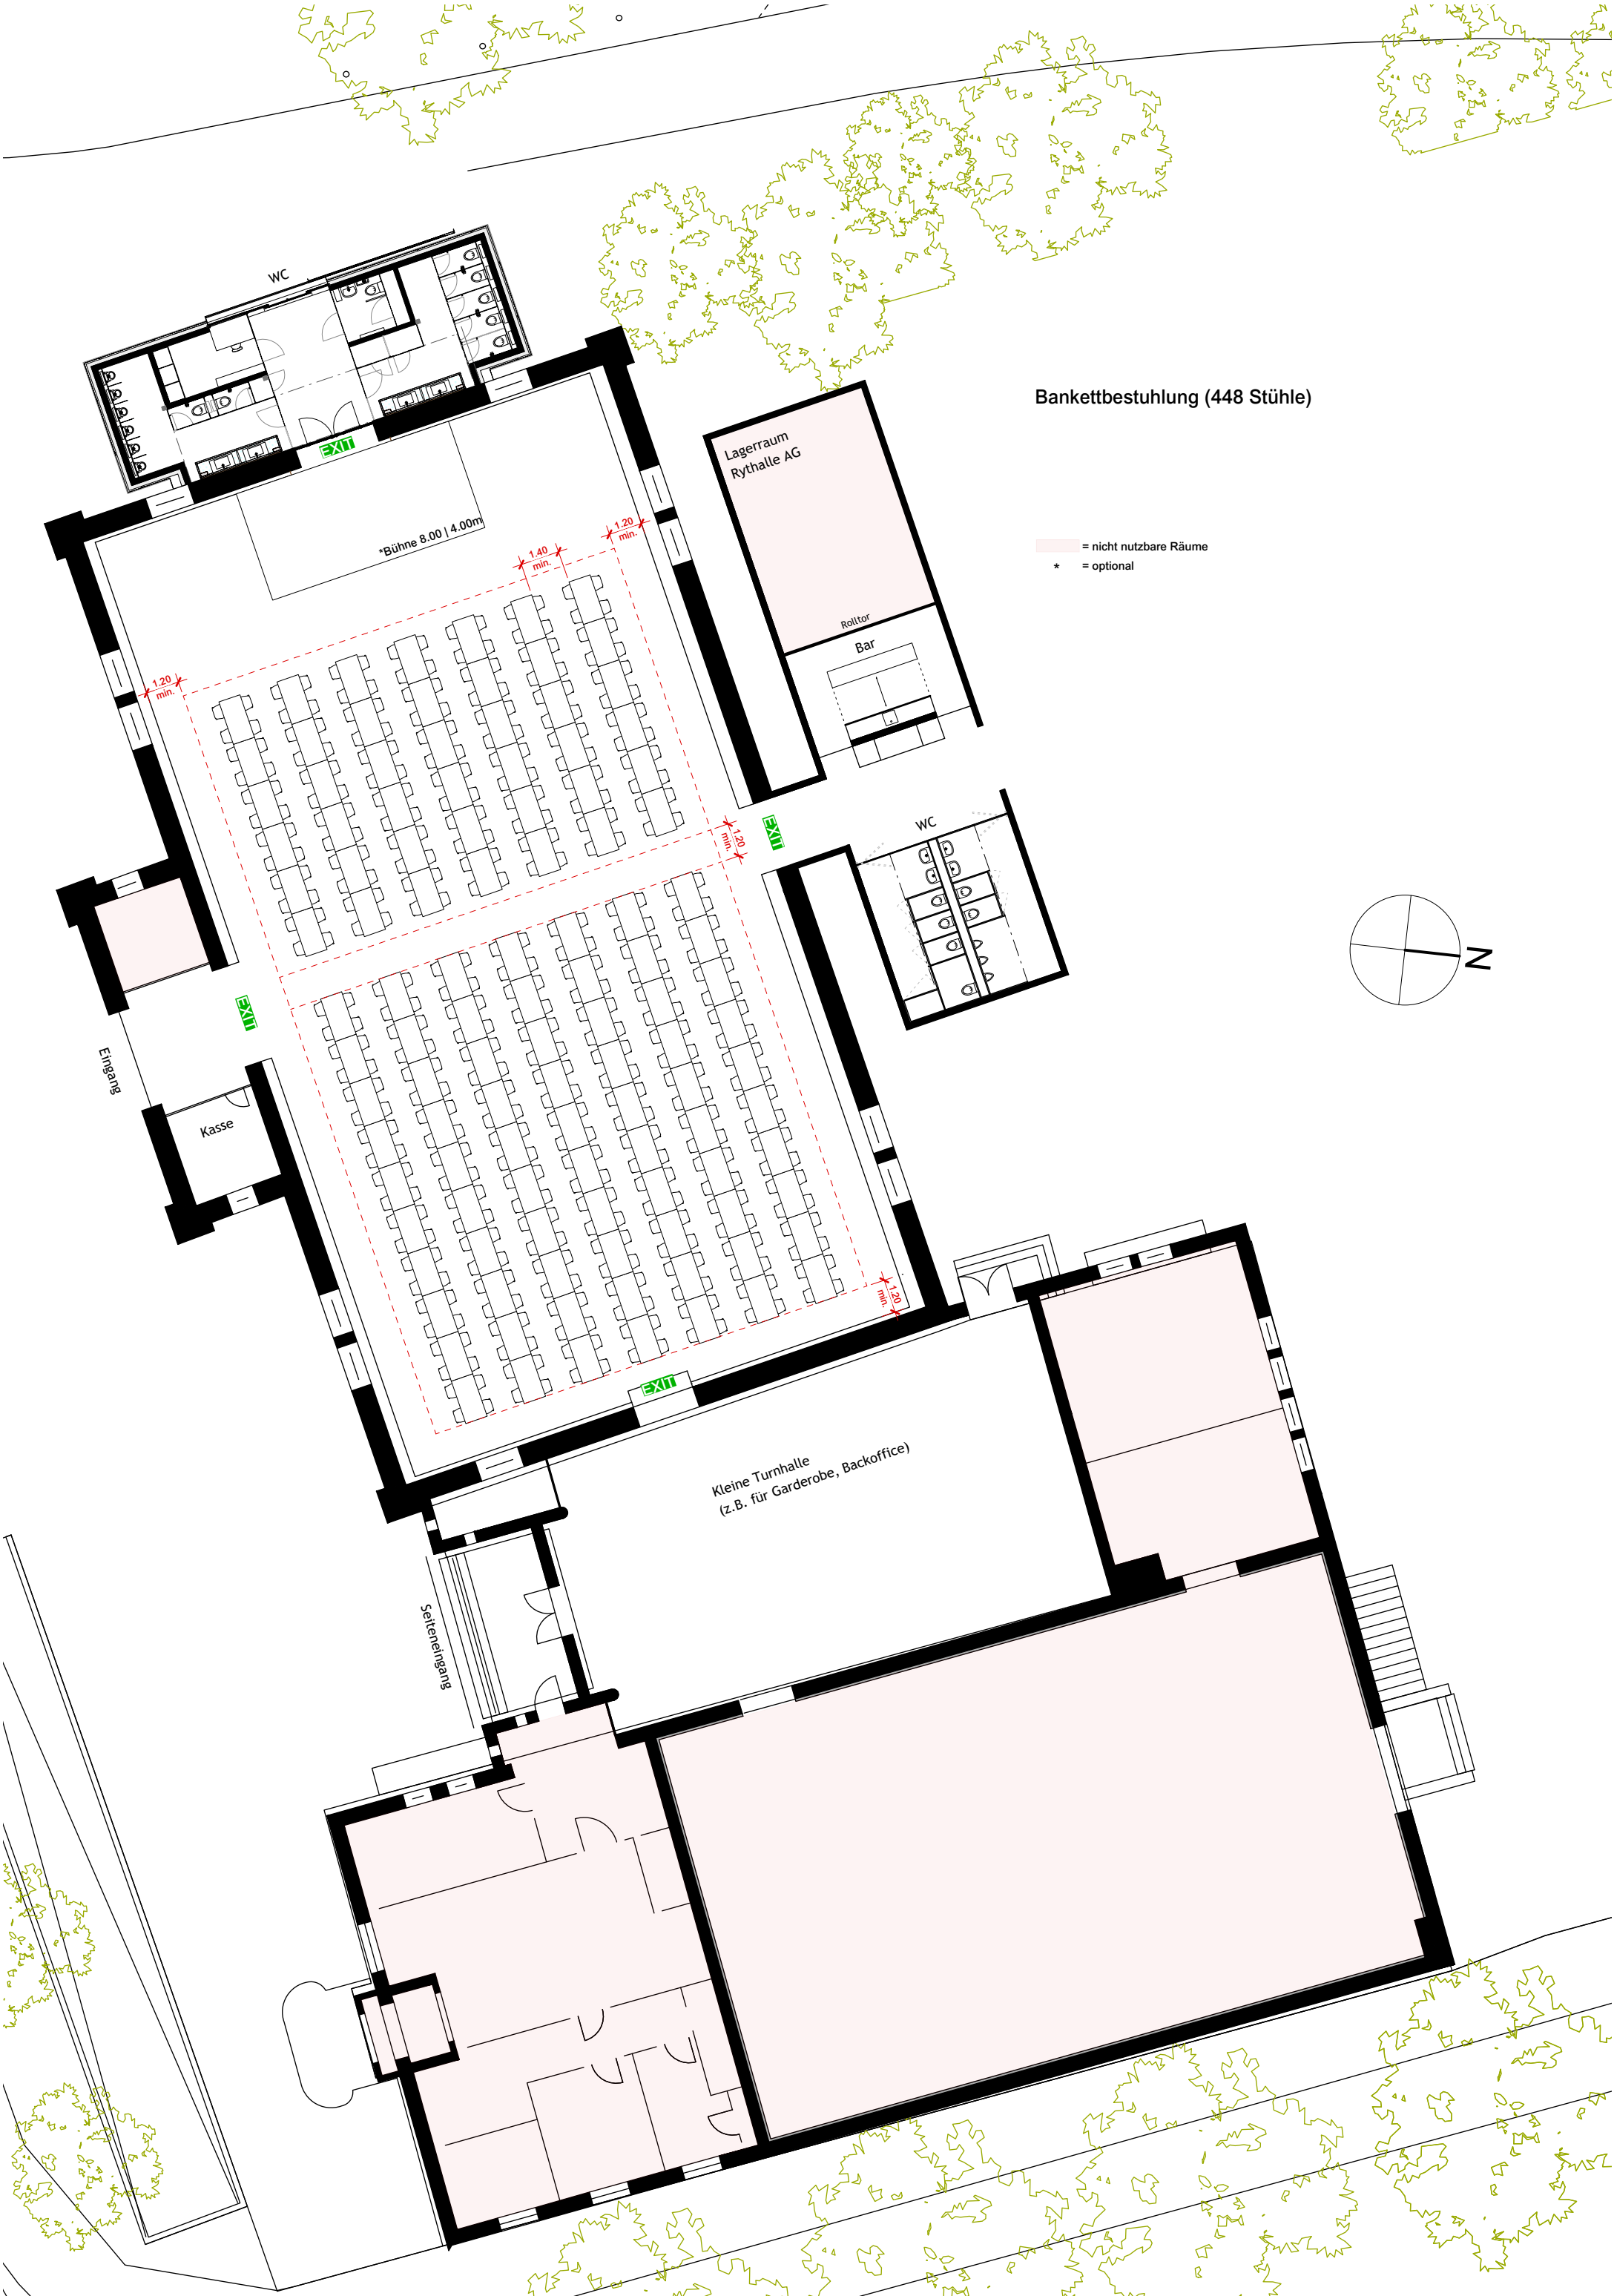 WC
EXIT
Bankettbestuhlung (448 Stühle)
Lagerraum
Rythalle AG
*Bühne 8.00 | 4.00m
1.20
min.
1.40
min.
= nicht nutzbare Räume
* = optional
Rolltor
Bar
1.20
min.
EXIT
1.20
min.
WC
N
EXIT
Eingang
Kasse
1.20
min.
EXIT
Kleine Turnhalle
(z.B. für Garderobe, Backoffice)
Seiteneingang